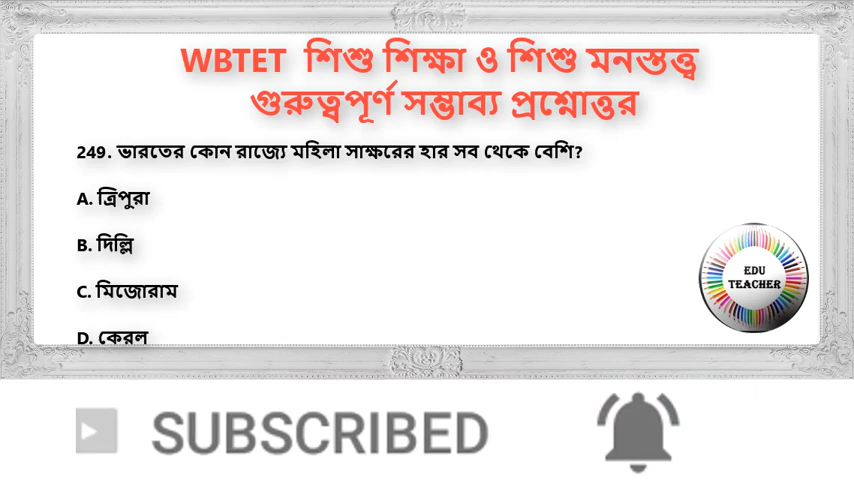 WBTET শিশু শিক্ষা ও শিশু মনস্তত্ত্ব
গুরুত্বপূর্ণ সম্ভাব্য প্রশ্নোত্তর
249. ভারতের কোন রাজ্যে মহিলা সাক্ষরের হার সব থেকে বেশি?
A. ত্রিপুরা
B. দিল্লি
C. মিজোরাম
D. কেরল
EDU
TEACHER
SUBSCRIBED